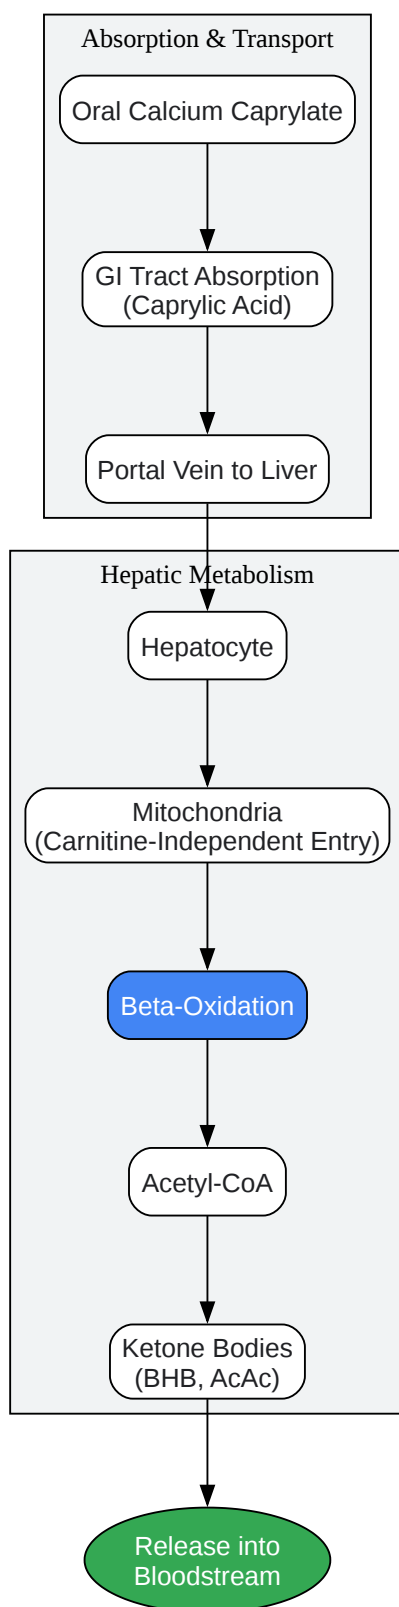 Absorption & Transport
Oral Calcium Caprylate
GI Tract Absorption
(Caprylic Acid)
Portal Vein to Liver
Hepatic Metabolism
Hepatocyte
Mitochondria
(Carnitine-Independent Entry)
Beta-Oxidation
Acetyl-CoA
Ketone Bodies
(BHB, AcAc)
Release into
Bloodstream